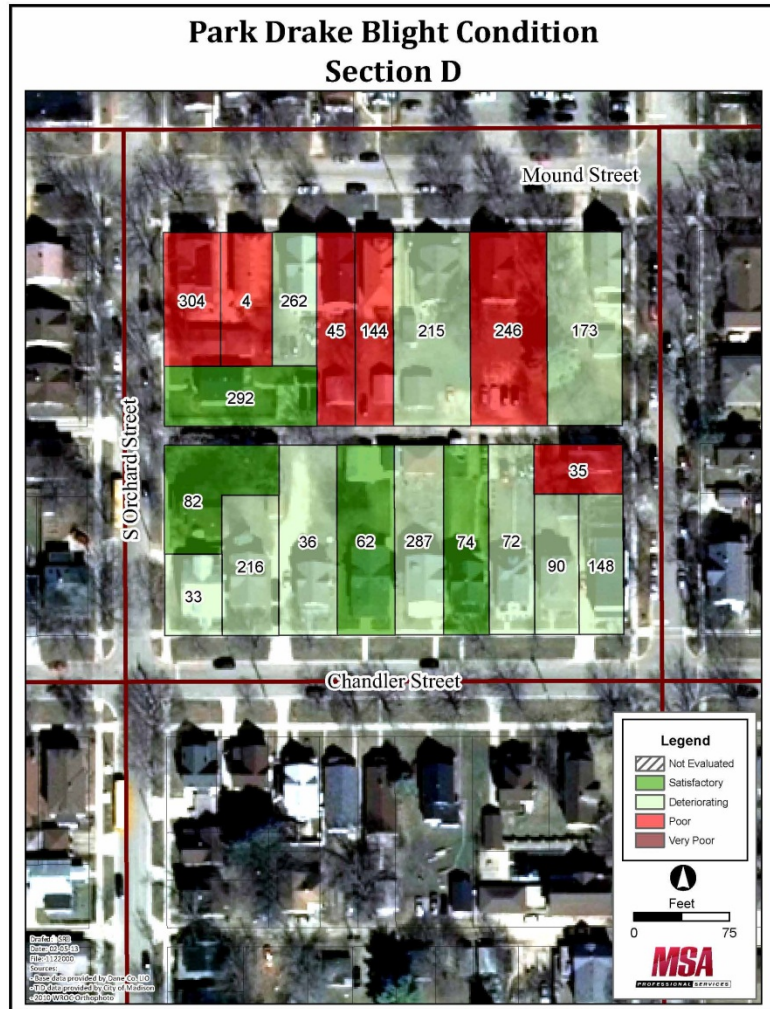 Park Drake Blight Condition
Section D
Mound Street
304
4
262
45
144
215
246
173
292
S Orchard Street
82
35
216
36
62
287
74
72
90
148
33
Chandler Street
Legend
Not Evaluated
Satisfactory
Deteriorating
Poor
Very Poor
Feet
0 75
MSA
PROFESSIONAL SERVICES
Sources:
- Base data provided by Dane Co. LIO
- TID data provided by City of Madison
- 2010 WROC Orthophoto